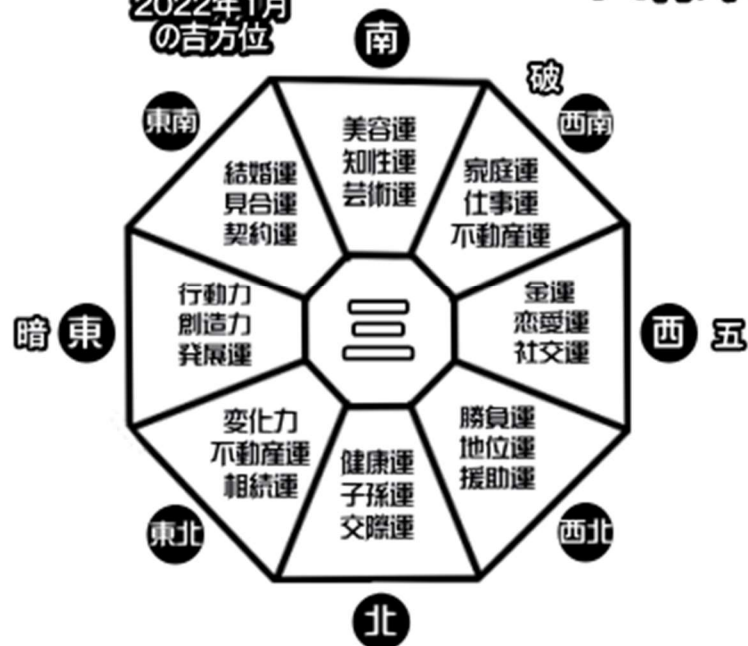 2022年1月
の吉方位
南
破
東南
西南
美容運
知性運
芸術運
結婚運
見合運
契約運
家庭運
仕事運
不動産運
行動力
創造力
発展運
金運
恋愛運
社交運
暗
東
三
西
五
変化力
不動産運
相続運
健康運
子孫運
交際運
勝負運
地位運
援助運
東北
西北
北